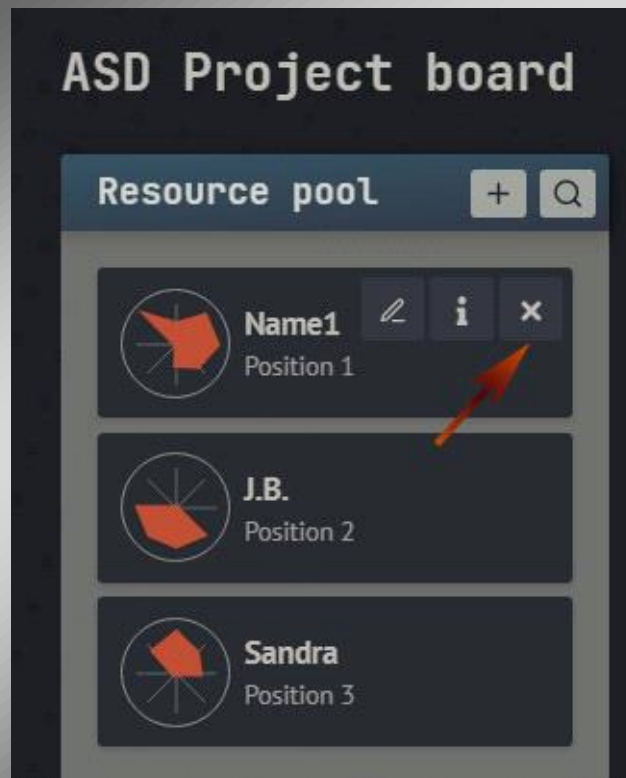 ASD Project board
Resource pool
Name1
Position 1
J.B.
Position 2
Sandra
Position 3